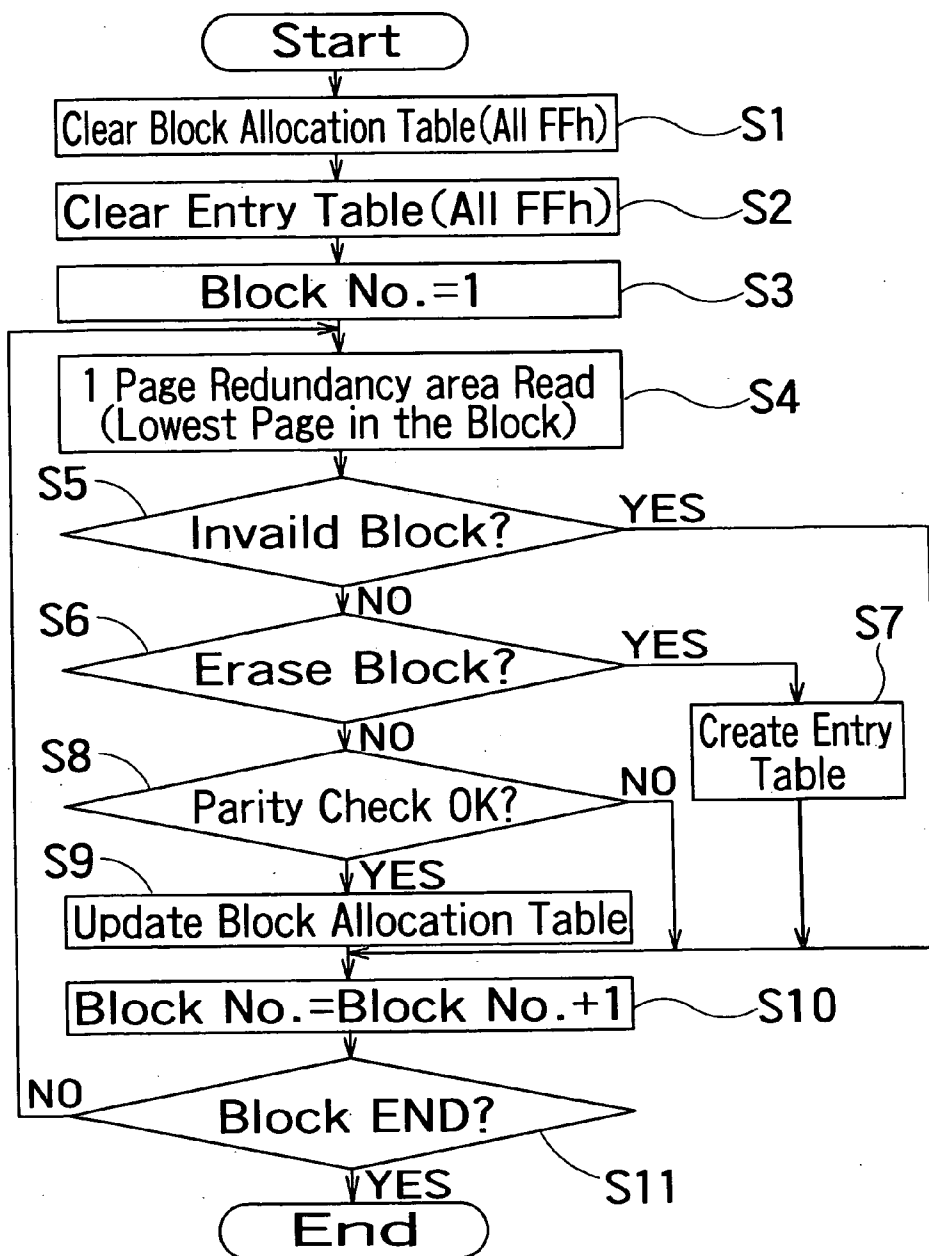 Start
Clear Block Allocation Table(All FFh)
S1
Clear Entry Table(All FFh)
S2
Block No.=1
S3
1 Page Redundancy area Read
(Lowest Page in the Block)
S4
S5
Invaild Block?
YES
NO
S6
Erase Block?
YES
S7
Create Entry
Table
NO
S8
Parity Check OK?
NO
YES
S9
Update Block Allocation Table
Block No.=Block No.+1
S10
NO
Block END?
S11
YES
End